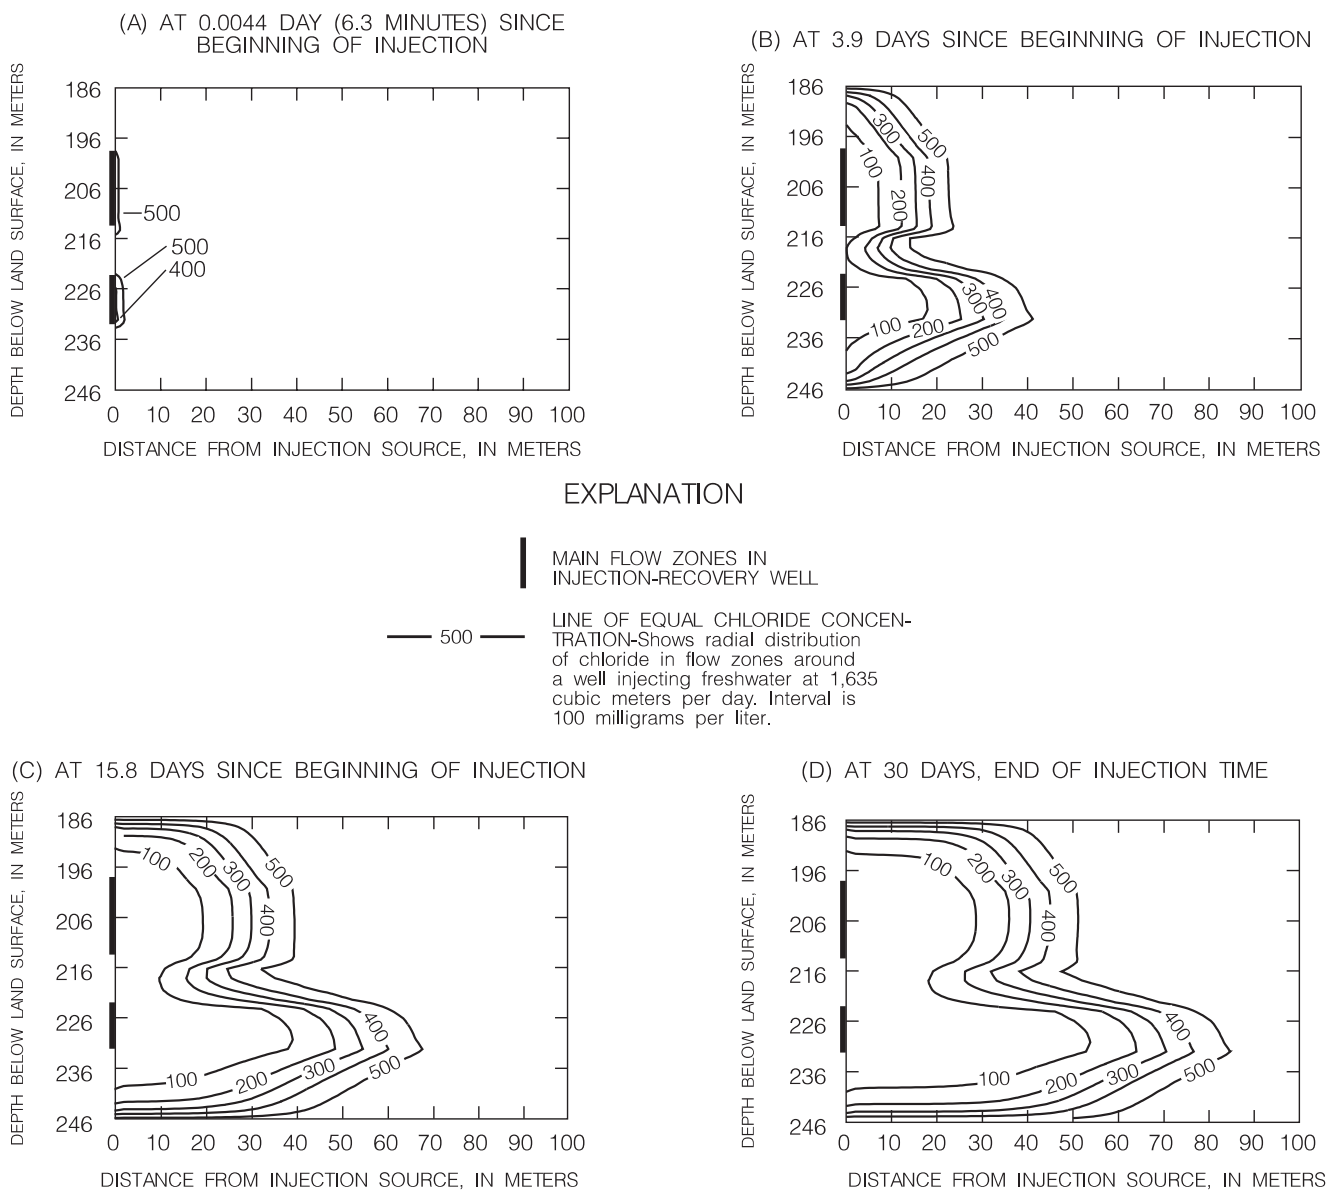 (A) AT 0.0044 DAY (6.3 MINUTES) SINCE
BEGINNING OF INJECTION
DEPTH BELOW LAND SURFACE, IN METERS
186
196
206
216
226
236
246
500
500
400
0 10 20 30 40 50 60 70 80 90 100
DISTANCE FROM INJECTION SOURCE, IN METERS
(B) AT 3.9 DAYS SINCE BEGINNING OF INJECTION
DEPTH BELOW LAND SURFACE, IN METERS
186
196
206
216
226
236
246
300
500
100
400
200
400
300
100
200
500
0 10 20 30 40 50 60 70 80 90 100
DISTANCE FROM INJECTION SOURCE, IN METERS
EXPLANATION
MAIN FLOW ZONES IN
INJECTION-RECOVERY WELL
500
LINE OF EQUAL CHLORIDE CONCEN-
TRATION-Shows radial distribution
of chloride in flow zones around
a well injecting freshwater at 1,635
cubic meters per day. Interval is
100 milligrams per liter.
(C) AT 15.8 DAYS SINCE BEGINNING OF INJECTION
DEPTH BELOW LAND SURFACE, IN METERS
186
196
206
216
226
236
246
100
200
300
500
400
400
300
500
100
200
0 10 20 30 40 50 60 70 80 90 100
DISTANCE FROM INJECTION SOURCE, IN METERS
(D) AT 30 DAYS, END OF INJECTION TIME
DEPTH BELOW LAND SURFACE, IN METERS
186
196
206
216
226
236
246
100
200
300
500
400
400
300
500
100
200
0 10 20 30 40 50 60 70 80 90 100
DISTANCE FROM INJECTION SOURCE, IN METERS